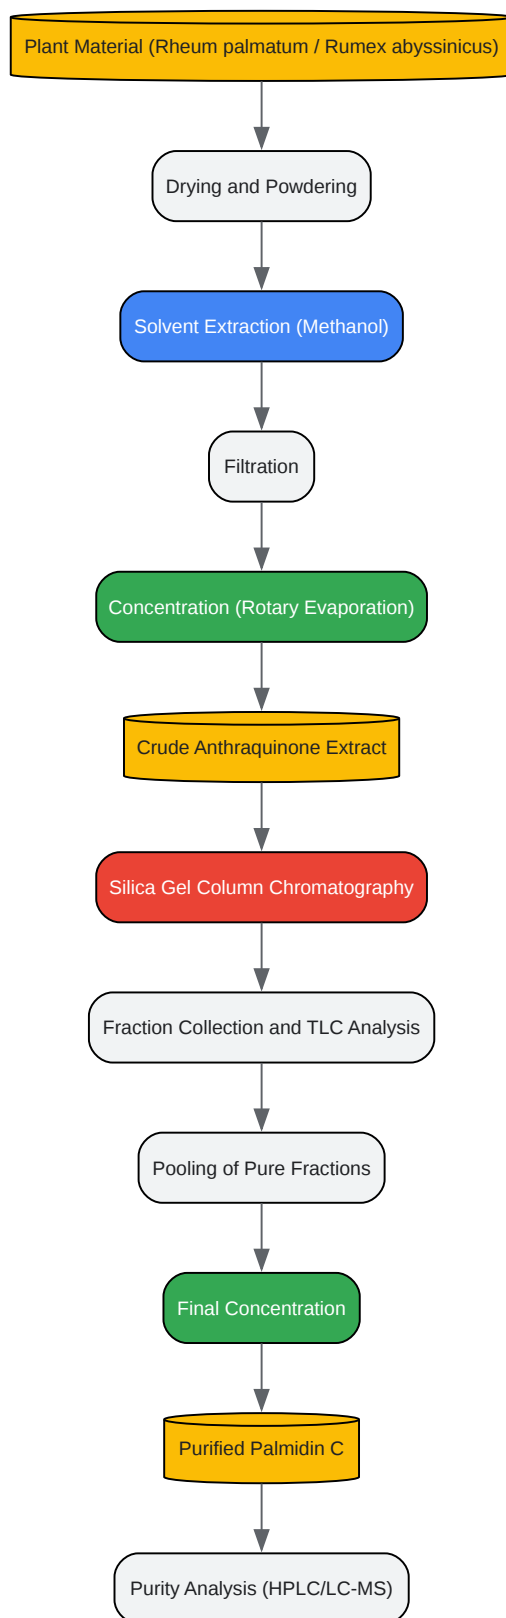 Plant Material (Rheum palmatum / Rumex abyssinicus)
Drying and Powdering
Solvent Extraction (Methanol)
Filtration
Concentration (Rotary Evaporation)
Crude Anthraquinone Extract
Silica Gel Column Chromatography
Fraction Collection and TLC Analysis
Pooling of Pure Fractions
Final Concentration
Purified Palmidin C
Purity Analysis (HPLC/LC-MS)